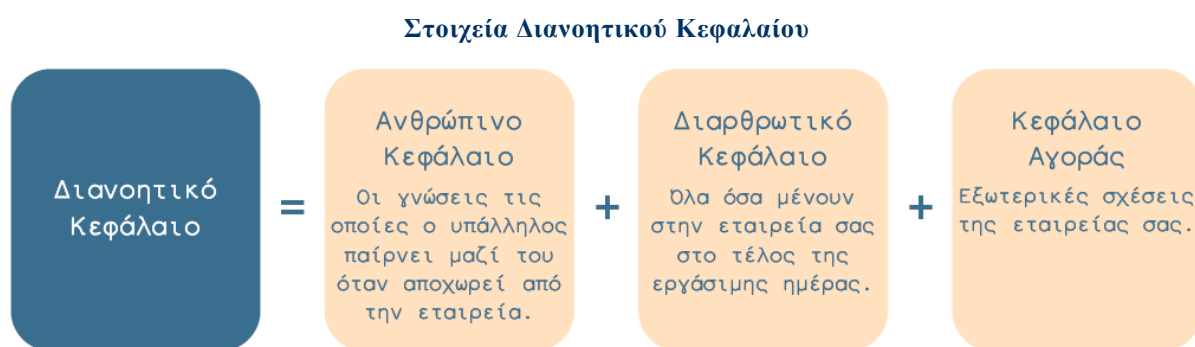 Στοιχεία Διανοητικού Κεφαλαίου
Διανοητικό
Κεφάλαιο
=
Ανθρώπινο
Κεφάλαιο
Οι γνώσεις τις
οποίες ο υπάλληλος
παίρνει μαζί του
όταν αποχωρεί από
την εταιρεία.
+
Διαρθρωτικό
Κεφάλαιο
Όλα όσα μένουν
στην εταιρεία σας
στο τέλος της
εργάσιμης ημέρας.
+
Κεφάλαιο
Αγοράς
Εξωτερικές σχέσεις
της εταιρείας σας.